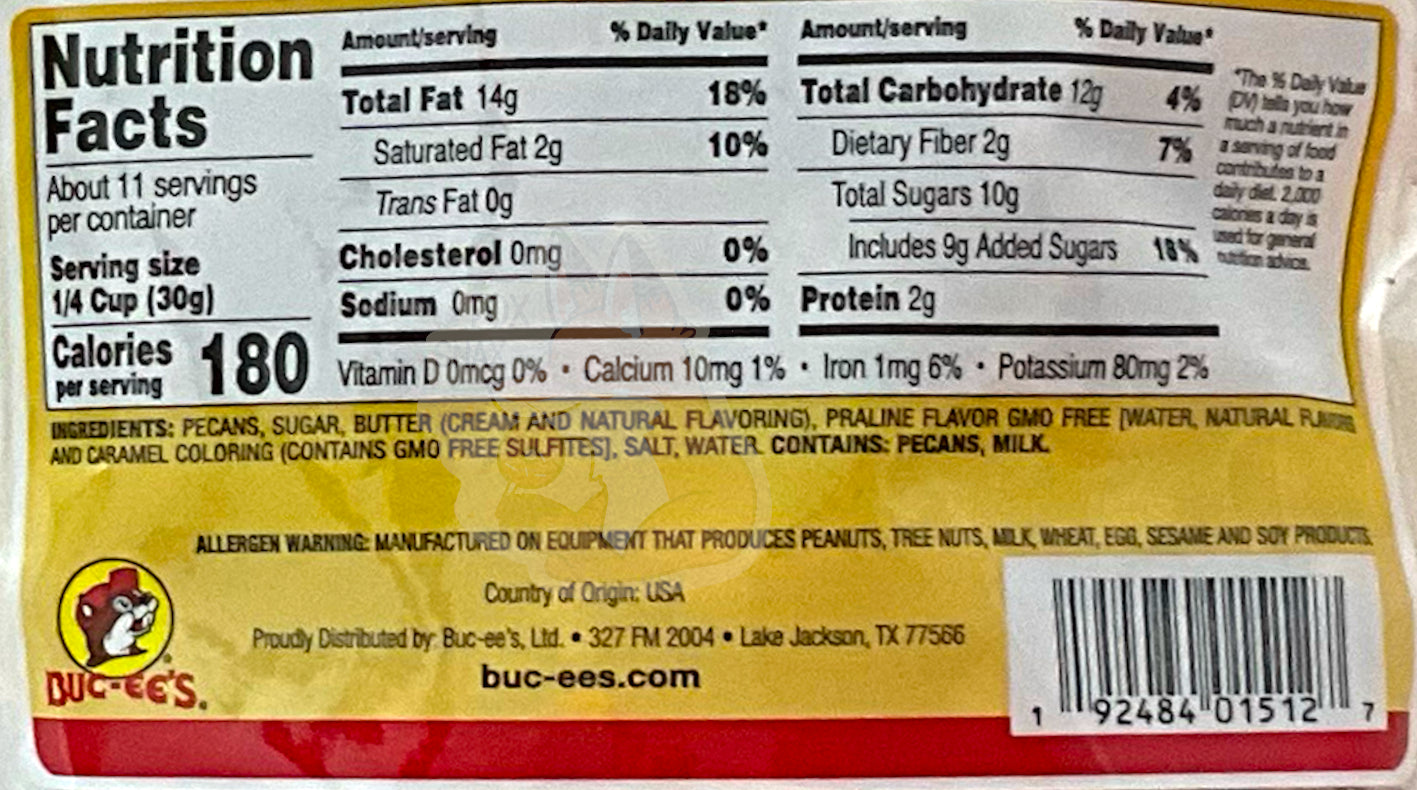 Nutrition
Facts
About 11 servings
per container
Serving size
1/4 Cup (30g)
Calories
per serving
180
Amount/serving % Daily Value*
Total Fat 14g 18%
Saturated Fat 2g 10%
Trans Fat 0g
Cholesterol 0mg 0%
Sodium 0mg 0%
Amount/serving % Daily Value*
Total Carbohydrate 12g 4%
Dietary Fiber 2g 7%
Total Sugars 10g
Includes 9g Added Sugars 18%
Protein 2g
Vitamin D 0mcg 0% • Calcium 10mg 1% • Iron 1mg 6% • Potassium 80mg 2%
*The % Daily Value
(DV) tells you how
much a nutrient in
a serving of food
contributes to a
daily diet. 2,000
calories a day is
used for general
nutrition advice.
INGREDIENTS: PECANS, SUGAR, BUTTER (CREAM AND NATURAL FLAVORING), PRALINE FLAVOR GMO FREE [WATER, NATURAL FLAVORS
AND CARAMEL COLORING (CONTAINS GMO FREE SULFITES], SALT, WATER. CONTAINS: PECANS, MILK.
ALLERGEN WARNING: MANUFACTURED ON EQUIPMENT THAT PRODUCES PEANUTS, TREE NUTS, MILK, WHEAT, EGG, SESAME AND SOY PRODUCTS.
Country of Origin: USA
Proudly Distributed by: Buc-ee's, Ltd. • 327 FM 2004 • Lake Jackson, TX 77566
buc-ees.com
BUC-EE'S.
1 92484 01512 7